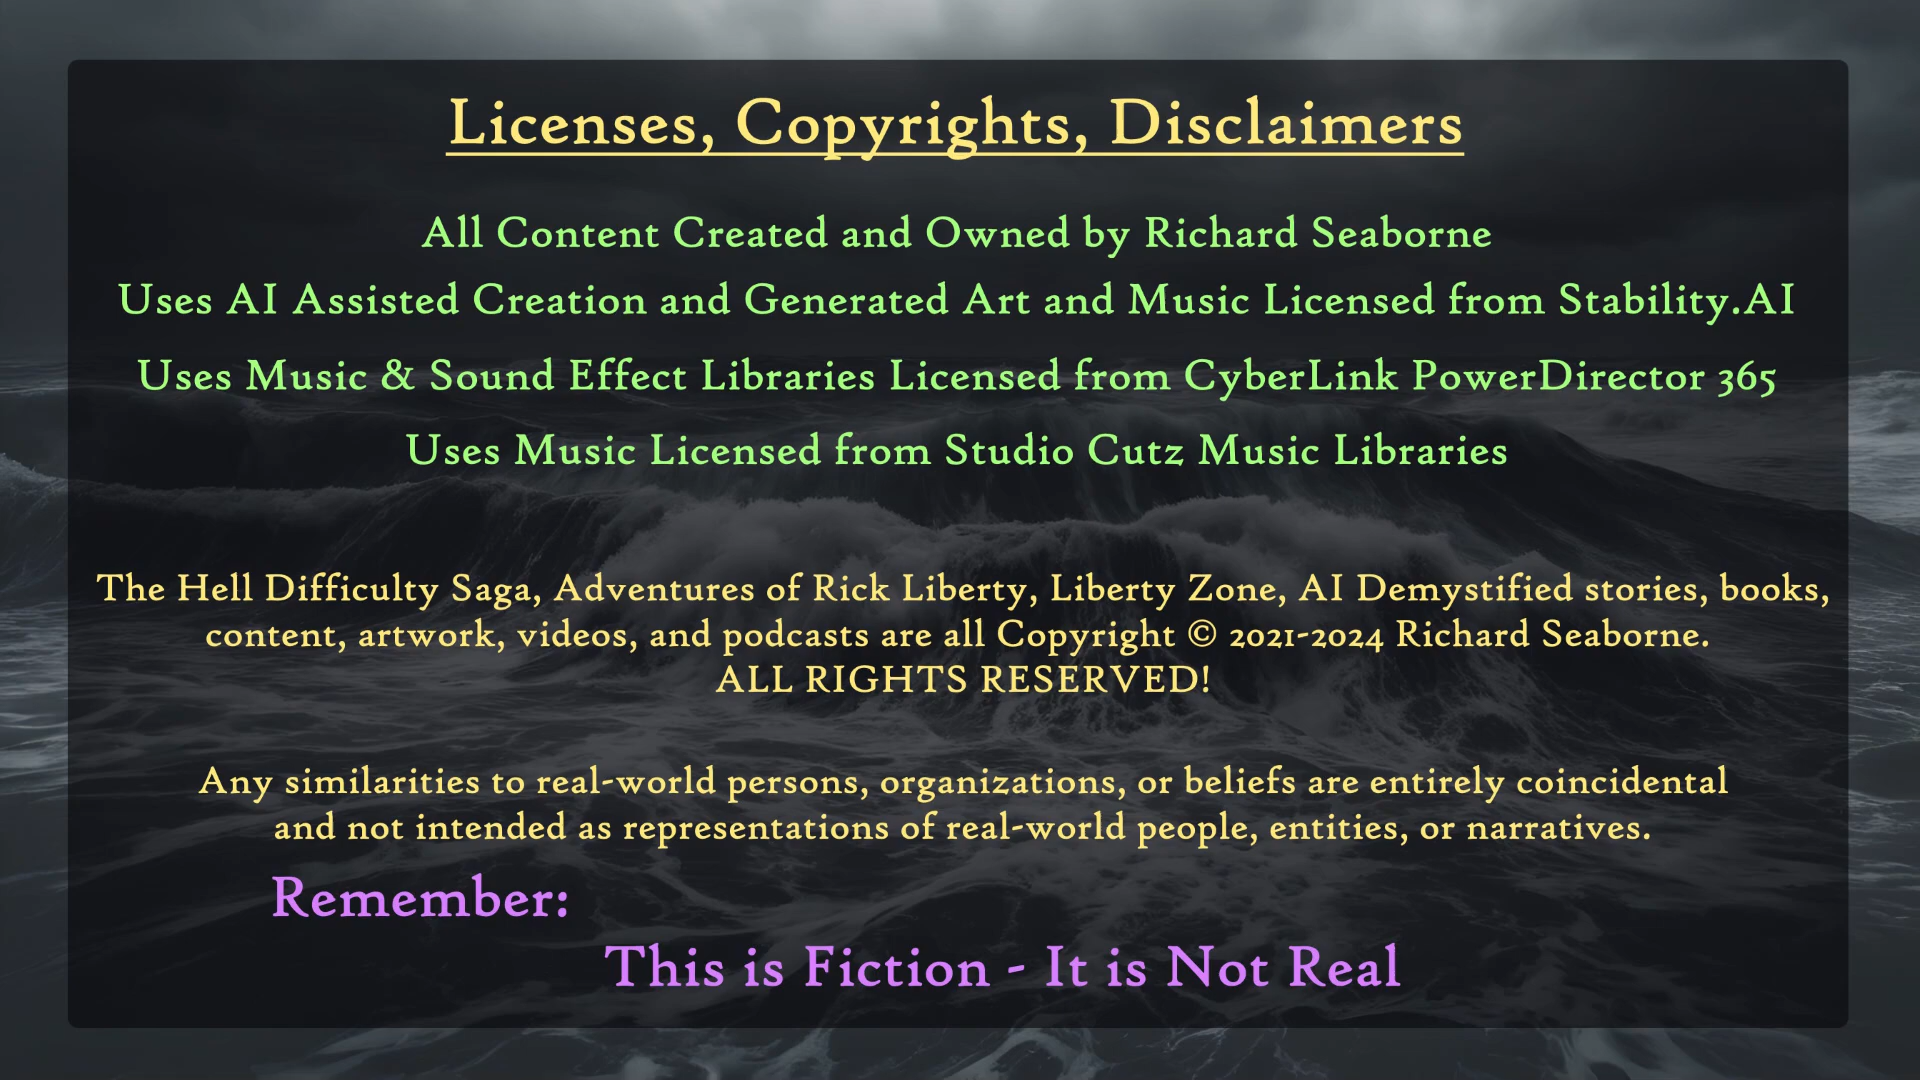 Licenses, Copyrights, Disclaimers
All Content Created and Owned by Richard Seaborne
Uses AI Assisted Creation and Generated Art and Music Licensed from Stability.AI
Uses Music & Sound Effect Libraries Licensed from CyberLink PowerDirector 365
Uses Music Licensed from Studio Cutz Music Libraries
The Hell Difficulty Saga, Adventures of Rick Liberty, Liberty Zone, AI Demystified stories, books,
content, artwork, videos, and podcasts are all Copyright © 2021-2024 Richard Seaborne.
ALL RIGHTS RESERVED!
Any similarities to real-world persons, organizations, or beliefs are entirely coincidental
and not intended as representations of real-world people, entities, or narratives.
Remember:
This is Fiction - It is Not Real